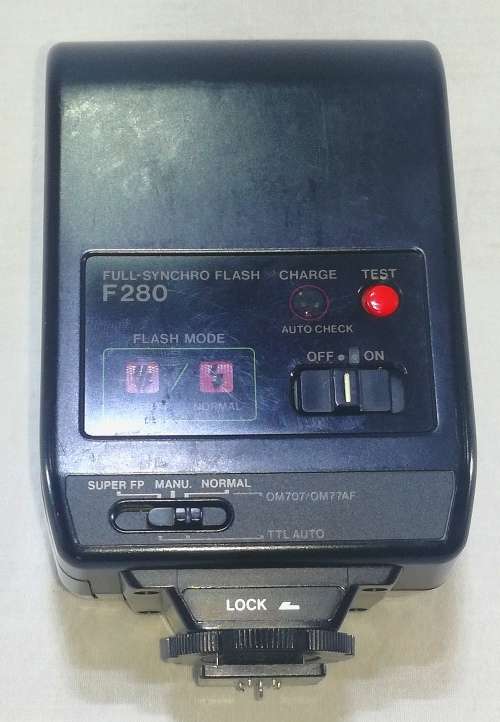 FULL-SYNCHRO FLASH CHARGE TEST
F280
AUTO CHECK
FLASH MODE
OFF ON
NORMAL
SUPER FP MANU. NORMAL
OM707/OM77AF
TTL AUTO
LOCK